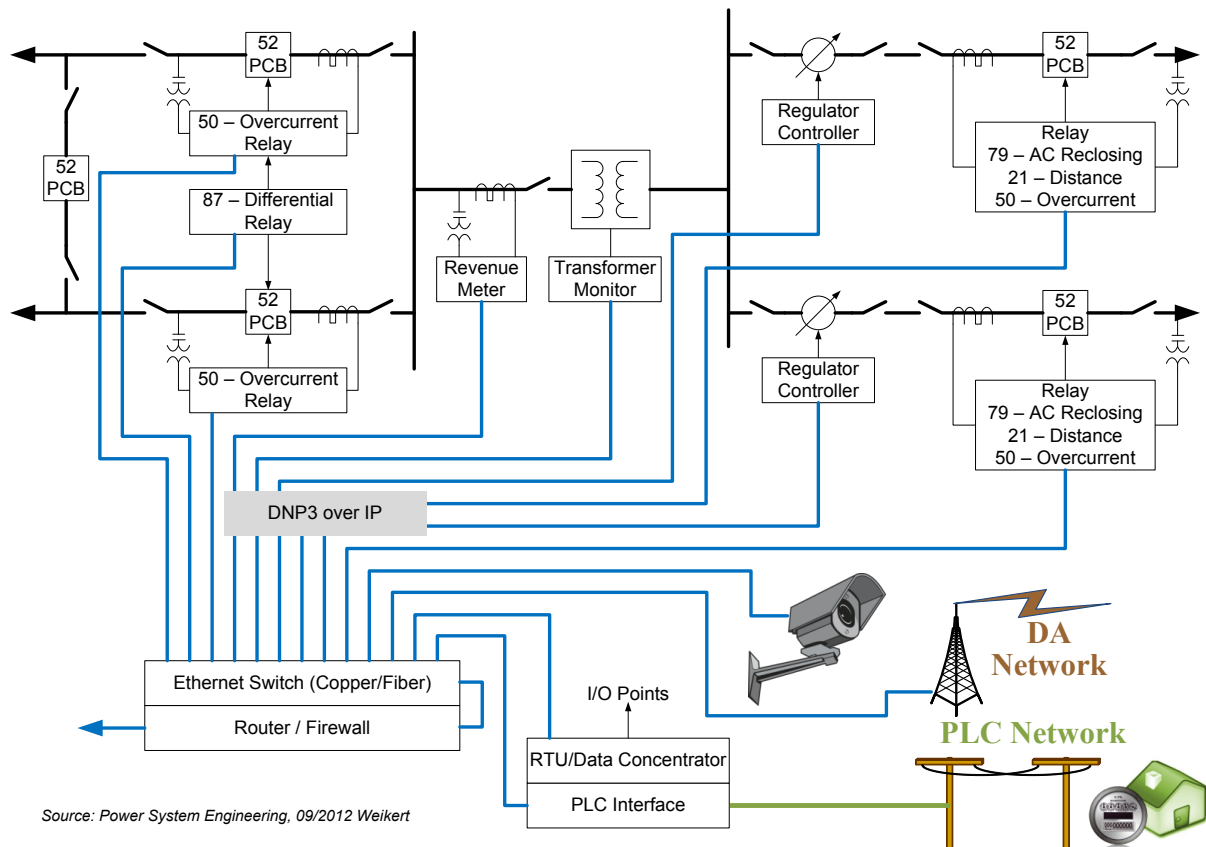 52
PCB
50 – Overcurrent
Relay
52
PCB
87 – Differential
Relay
52
PCB
50 – Overcurrent
Relay
Revenue
Meter
Transformer
Monitor
Regulator
Controller
52
PCB
Relay
79 – AC Reclosing
21 – Distance
50 – Overcurrent
Regulator
Controller
52
PCB
Relay
79 – AC Reclosing
21 – Distance
50 – Overcurrent
DNP3 over IP
DA
Network
Ethernet Switch (Copper/Fiber)
Router / Firewall
I/O Points
RTU/Data Concentrator
PLC Interface
PLC Network
Source: Power System Engineering, 09/2012 Weikert